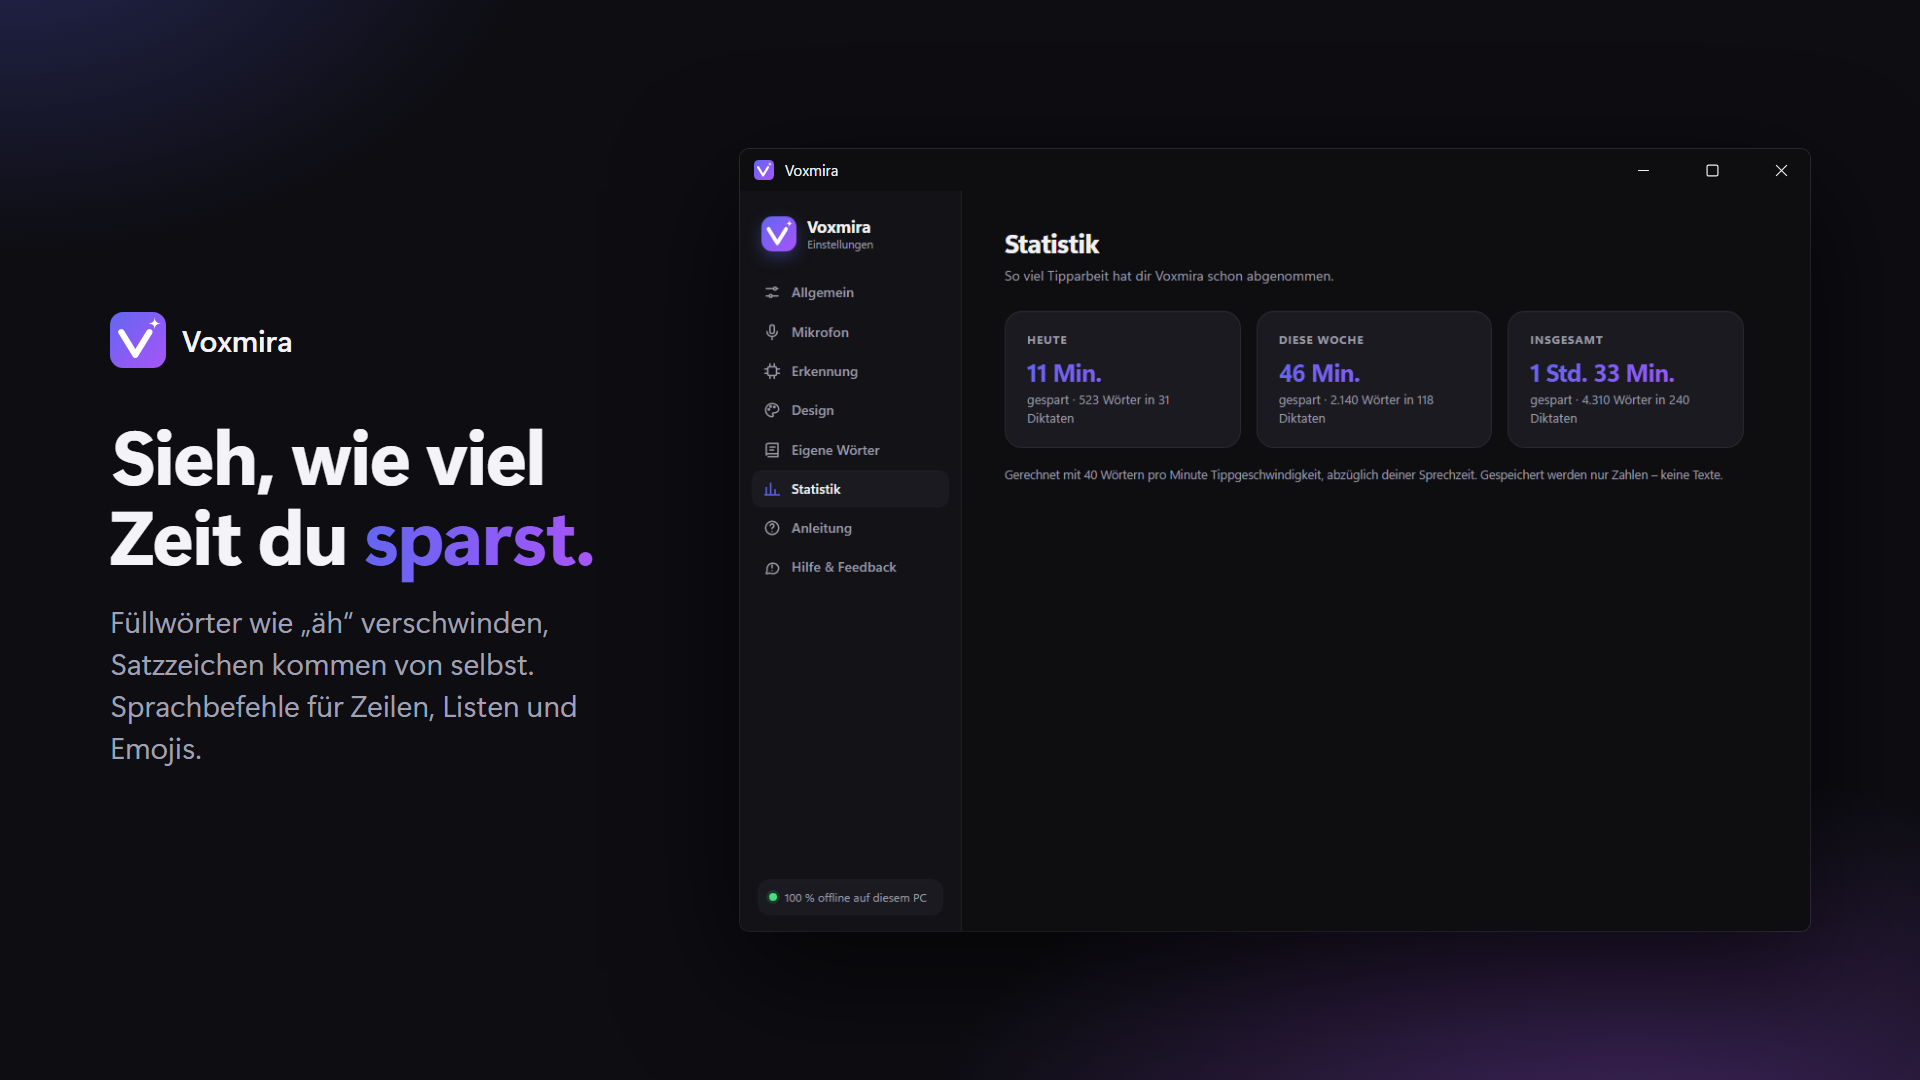 Voxmira
Sieh, wie viel
Zeit du sparst.
Füllwörter wie „äh“ verschwinden,
Satzzeichen kommen von selbst.
Sprachbefehle für Zeilen, Listen und
Emojis.
Voxmira
Voxmira
Einstellungen
Allgemein
Mikrofon
Erkennung
Design
Eigene Wörter
Statistik
Anleitung
Hilfe & Feedback
100 % offline auf diesem PC
Statistik
So viel Tipparbeit hat dir Voxmira schon abgenommen.
HEUTE
11 Min.
gespart · 523 Wörter in 31
Diktaten
DIESE WOCHE
46 Min.
gespart · 2.140 Wörter in 118
Diktaten
INSGESAMT
1 Std. 33 Min.
gespart · 4.310 Wörter in 240
Diktaten
Gerechnet mit 40 Wörtern pro Minute Tippgeschwindigkeit, abzüglich deiner Sprechzeit. Gespeichert werden nur Zahlen – keine Texte.